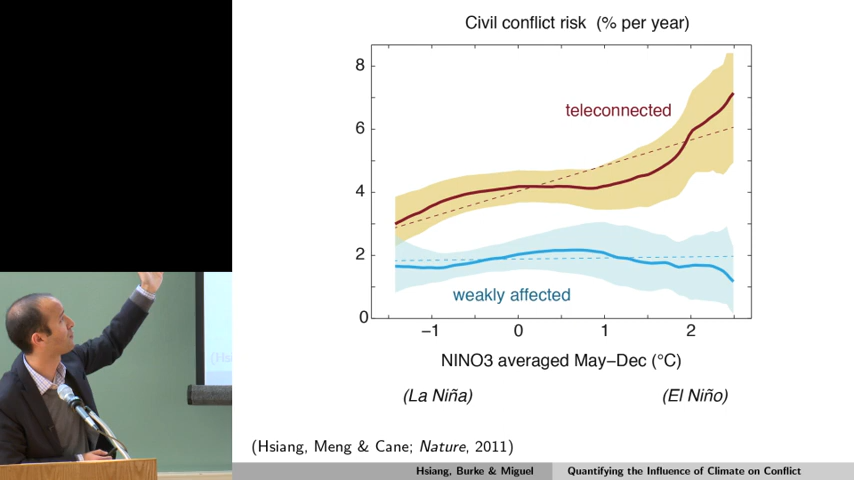 Civil conflict risk (% per year)
8
6
4
2
0
teleconnected
weakly affected
−1 0 1 2
NINO3 averaged May−Dec (°C)
(La Niña) (El Niño)
(Hsiang, Meng & Cane; Nature, 2011)
Hsiang, Burke & Miguel Quantifying the Influence of Climate on Conflict